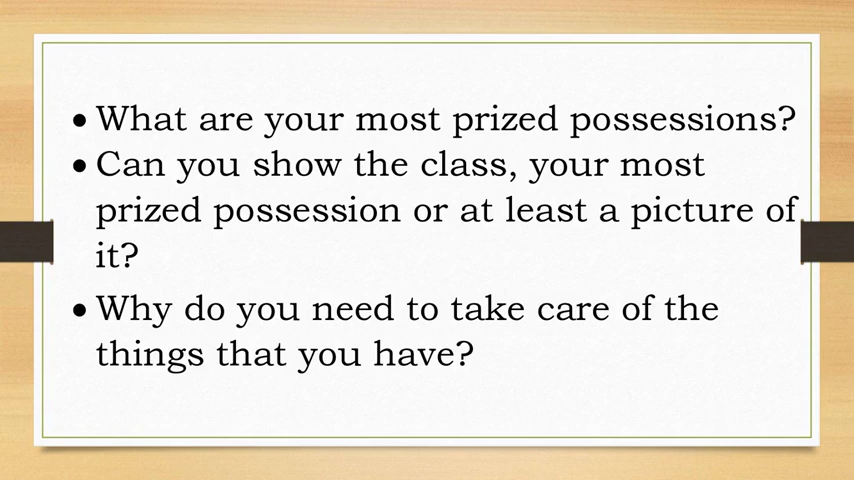 • What are your most prized possessions?
• Can you show the class, your most
prized possession or at least a picture of
it?
• Why do you need to take care of the
things that you have?